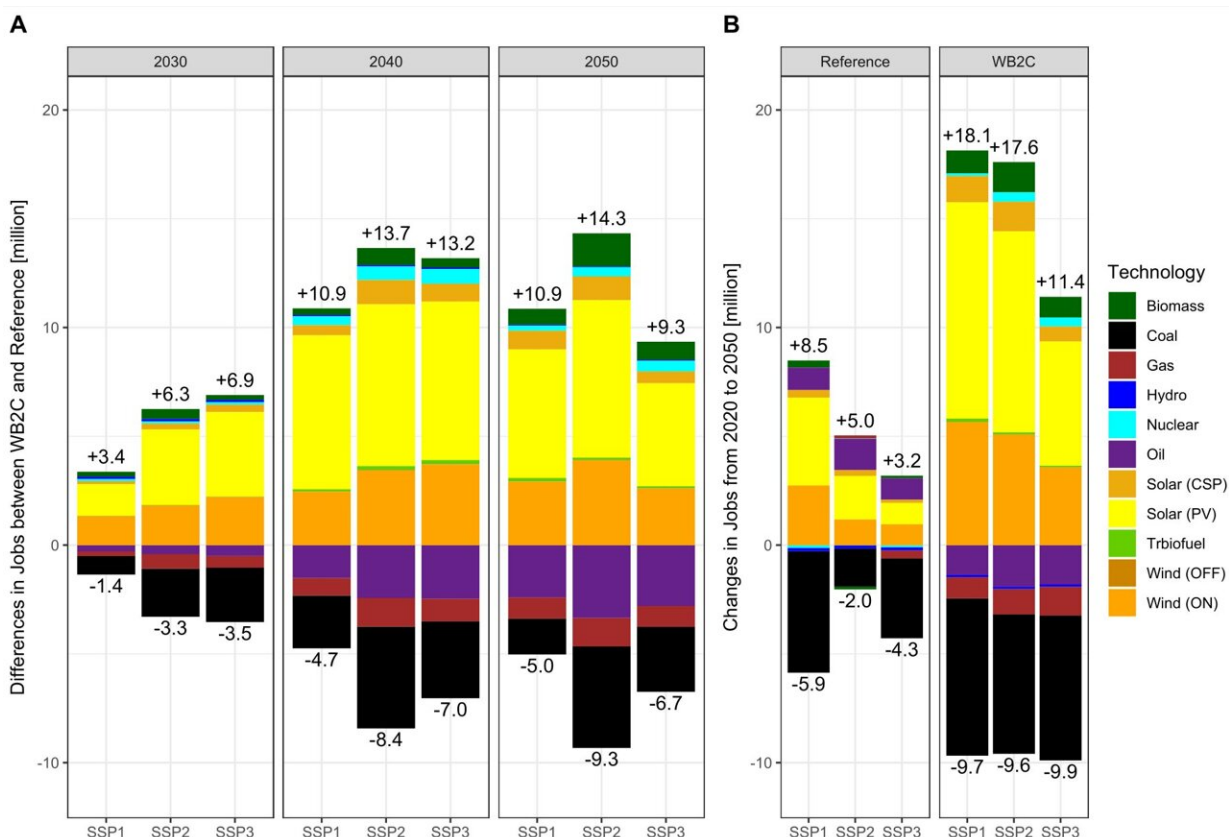 A
B
2030
2040
2050
Reference
WB2C
Differences in Jobs between WB2C and Reference [million]
20
10
0
-10
+3.4
+6.3
+6.9
-1.4
-3.3
-3.5
+10.9
+13.7
+13.2
-4.7
-8.4
-7.0
+10.9
+14.3
+9.3
-5.0
-9.3
-6.7
SSP1 SSP2 SSP3
SSP1 SSP2 SSP3
SSP1 SSP2 SSP3
Changes in Jobs from 2020 to 2050 [million]
20
10
0
-10
+8.5
+5.0
+3.2
-5.9
-2.0
-4.3
+18.1
+17.6
+11.4
-9.7
-9.6
-9.9
SSP1 SSP2 SSP3
SSP1 SSP2 SSP3
Technology
Biomass
Coal
Gas
Hydro
Nuclear
Oil
Solar (CSP)
Solar (PV)
Trbiofuel
Wind (OFF)
Wind (ON)